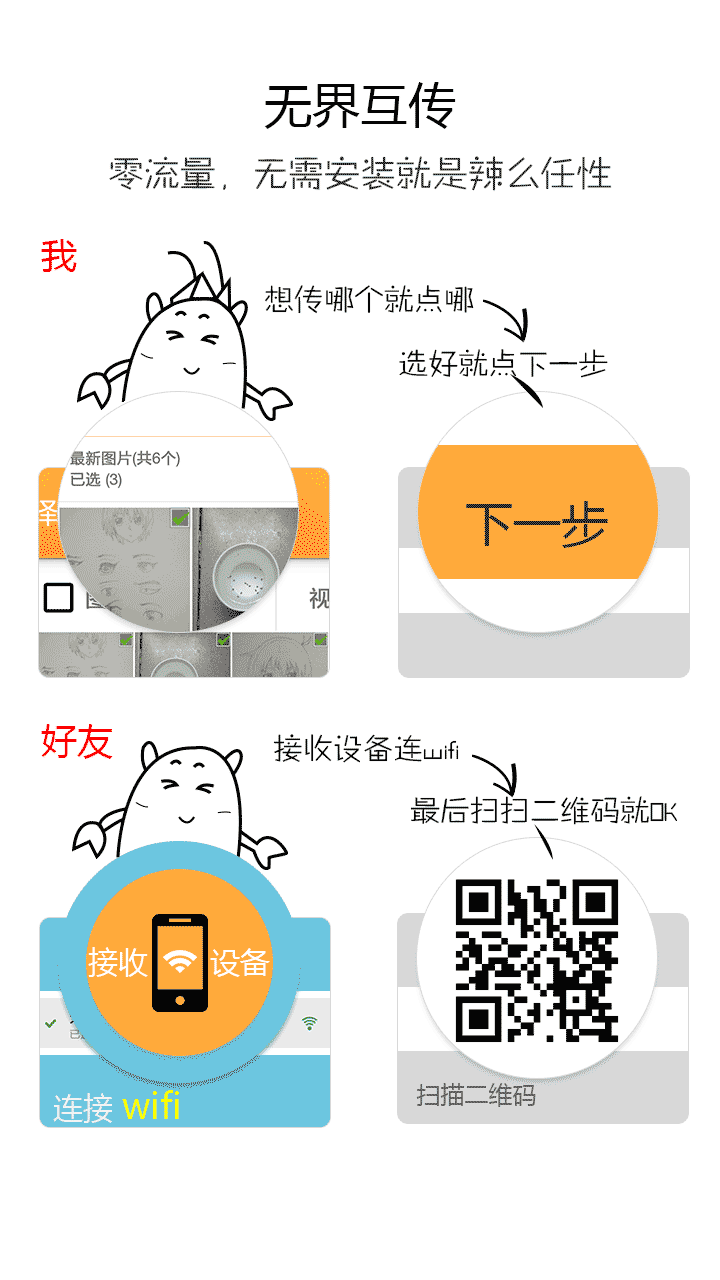 无界互传
零流量，无需安装就是辣么任性
我
想传哪个就点哪
选好就点下一步
最新图片(共6个)
已选 (3)
下一步
视
好友
接收设备连wifi
最后扫扫二维码就OK
接收 设备
连接 wifi
扫描二维码